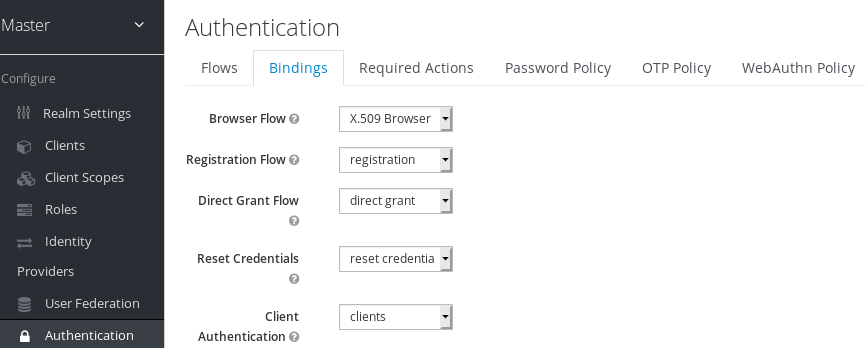 Master
Configure
Realm Settings
Clients
Client Scopes
Roles
Identity
Providers
User Federation
Authentication
Authentication
Flows Bindings Required Actions Password Policy OTP Policy WebAuthn Policy
Browser Flow X.509 Browser
Registration Flow registration
Direct Grant Flow direct grant
Reset Credentials reset credentia
Client clients
Authentication